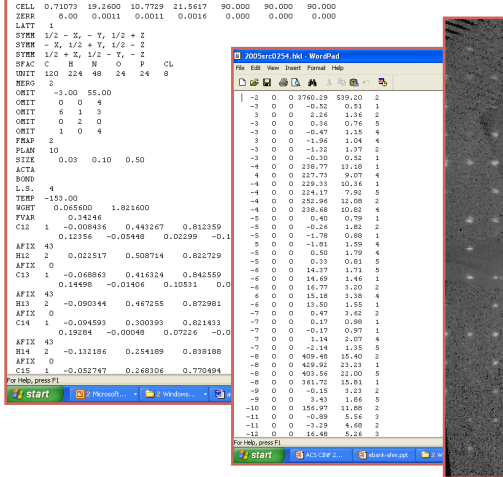 CELL 0.71073 19.2660 10.7729 21.5617 90.000 90.000 90.000
ZERR 8.00 0.0011 0.0011 0.0016 0.000 0.000 0.000
LATT 1
SYMM 1/2 - X, - Y, 1/2 + Z
SYMM - X, 1/2 + Y, 1/2 - Z
SYMM 1/2 + X, 1/2 - Y, - Z
SFAC C H N O P CL
UNIT 120 224 48 24 24 8
MERG 2
OMIT -3.00 55.00
OMIT 0 0 4
OMIT 6 1 3
OMIT 0 2 0
OMIT 1 0 4
FMAP 2
PLAN 10
SIZE 0.03 0.10 0.50
ACTA
BOND
L.S. 4
TEMP -153.00
WGHT 0.065600 1.821600
FVAR 0.34246
C12 1 -0.008436 0.443267 0.812359
0.12356 -0.05448 0.02299 -0.1
AFIX 43
H12 2 0.022517 0.508714 0.822729
AFIX 0
C13 1 -0.068863 0.416324 0.842559
0.14498 -0.01406 0.10531 0.0
AFIX 43
H13 2 -0.090344 0.467255 0.872981
AFIX 0
C14 1 -0.094593 0.300393 0.821433
0.19284 -0.00048 0.07226 -0.0
AFIX 43
H14 2 -0.132186 0.254189 0.838188
AFIX 0
C15 1 -0.052747 0.268306 0.770494
For Help, press F1
start 2 Microsoft... 2 Windows...
2005src0254.hkl - WordPad
File Edit View Insert Format Help
-2 0 0 3760.29 539.20 2
-3 0 0 -0.52 0.51 1
3 0 0 2.26 1.36 2
-3 0 0 0.36 0.76 5
-3 0 0 -0.47 1.15 4
3 0 0 -1.96 1.04 4
-3 0 0 -1.32 1.37 2
-3 0 0 -0.30 0.52 1
-4 0 0 238.77 13.18 1
4 0 0 227.73 9.07 4
-4 0 0 229.33 10.36 1
-4 0 0 224.17 7.92 5
-4 0 0 252.96 12.08 2
-4 0 0 238.68 10.82 4
-5 0 0 0.40 0.79 1
-5 0 0 -0.26 1.82 2
-5 0 0 -1.78 0.88 1
5 0 0 -1.81 1.59 4
-5 0 0 0.50 1.79 4
-5 0 0 0.33 0.81 5
-6 0 0 14.37 1.71 5
-6 0 0 14.69 1.46 1
-6 0 0 16.77 3.20 2
6 0 0 15.18 3.38 4
-6 0 0 13.50 1.55 1
-7 0 0 0.47 3.62 2
-7 0 0 0.17 0.98 1
-7 0 0 -0.17 0.97 1
7 0 0 1.14 2.07 4
-7 0 0 -2.14 1.35 5
-8 0 0 409.48 15.40 2
-8 0 0 429.92 23.23 1
-8 0 0 403.56 22.00 5
-8 0 0 361.72 15.81 1
-9 0 0 -0.15 3.23 2
-9 0 0 3.43 1.86 5
-10 0 0 156.97 11.88 2
-11 0 0 -0.89 5.56 3
-11 0 0 -3.29 4.68 2
-12 0 0 16.48 5.26 3
For Help, press F1
start ACS CINF 2... ebank-ahm.ppt 2 W